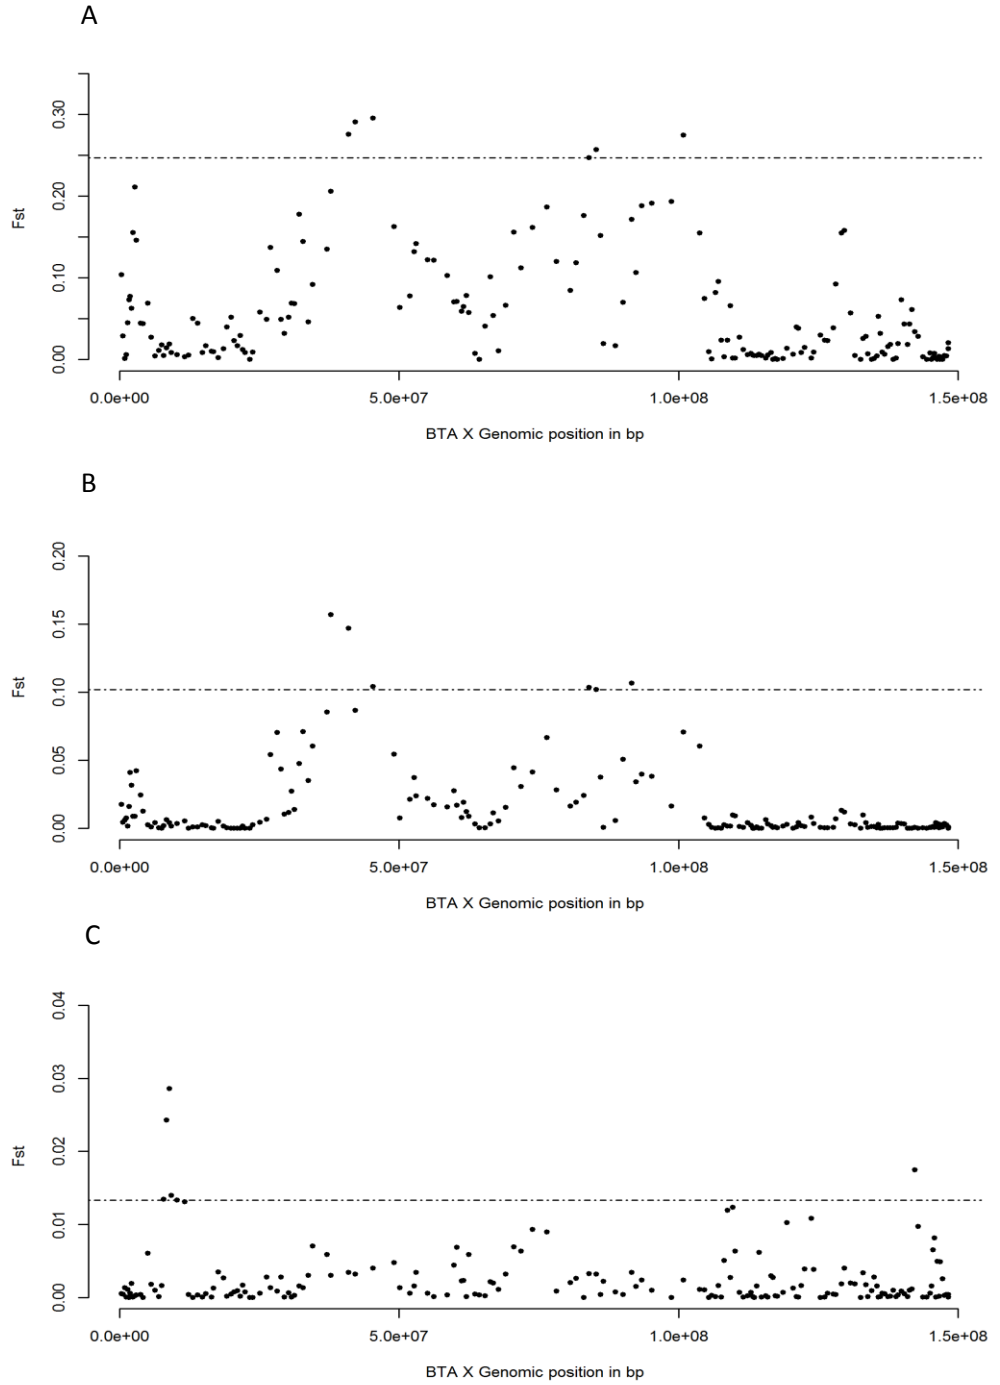 A
Fst
0.00 0.10 0.20 0.30
0.0e+00 5.0e+07 1.0e+08 1.5e+08
BTA X Genomic position in bp
B
Fst
0.00 0.05 0.10 0.15 0.20
0.0e+00 5.0e+07 1.0e+08 1.5e+08
BTA X Genomic position in bp
C
Fst
0.00 0.01 0.02 0.03 0.04
0.0e+00 5.0e+07 1.0e+08 1.5e+08
BTA X Genomic position in bp